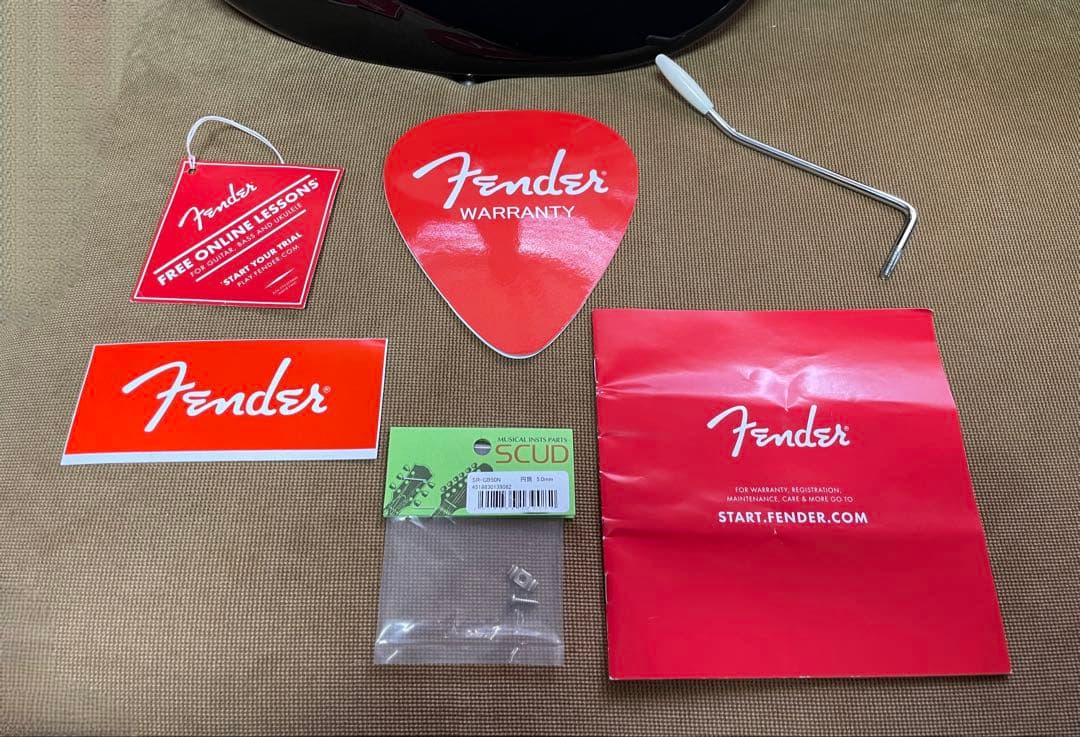 Fender
FREE ONLINE LESSONS*
FOR GUITAR, BASS AND UKULELE
*START YOUR TRIAL
PLAY.FENDER.COM
Fender®
WARRANTY
Fender®
MUSICAL INSTS PARTS
SCUD
SR-GB50N 円筒 5.0mm
Fender®
FOR WARRANTY, REGISTRATION,
MAINTENANCE, CARE & MORE GO TO
START.FENDER.COM